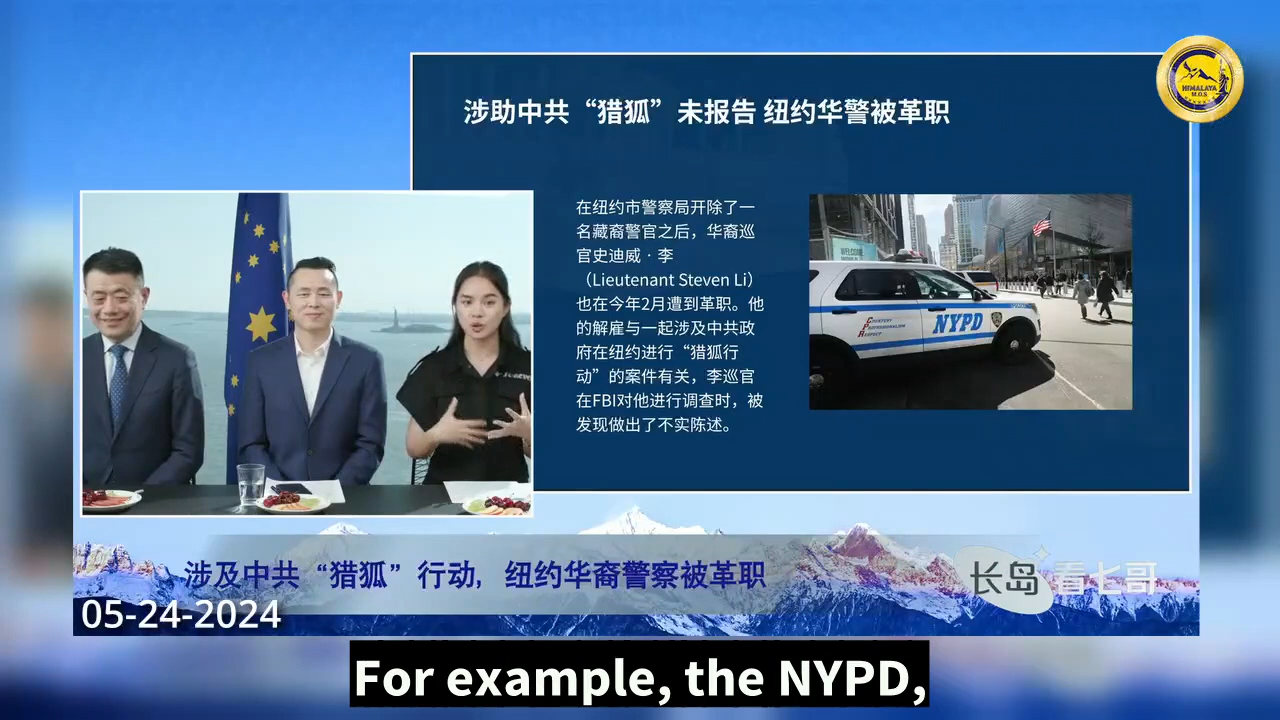 涉助中共“猎狐”未报告 纽约华警被革职
HIMALAYA
M.O.S
在纽约市警察局开除了一
名藏裔警官之后，华裔巡
官史迪威·李
（Lieutenant Steven Li）
也在今年2月遭到革职。他
的解雇与一起涉及中共政
府在纽约进行“猎狐行
动”的案件有关，李巡官
在FBI对他进行调查时，被
发现做出了不实陈述。
WELCOME
COURTESY
PROFESSIONALISM
RESPECT
NYPD
涉及中共“猎狐”行动，纽约华裔警察被革职
长岛看七哥
05-24-2024
For example, the NYPD,